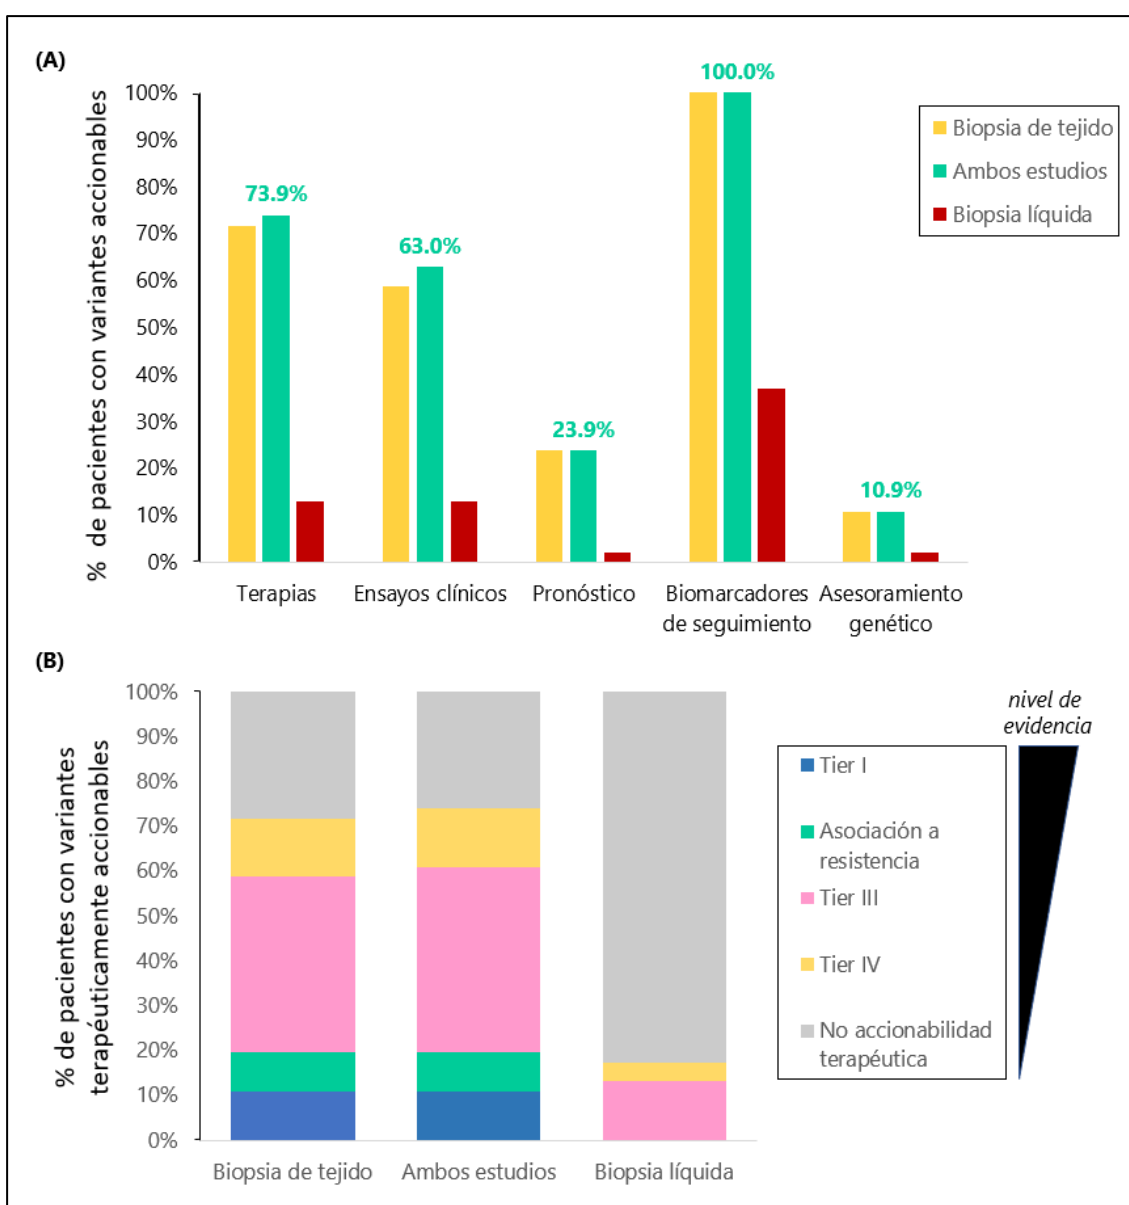 (A)
% de pacientes con variantes accionables
100%
90%
80%
70%
60%
50%
40%
30%
20%
10%
0%
73.9%
63.0%
23.9%
100.0%
10.9%
Terapias
Ensayos clínicos
Pronóstico
Biomarcadores
de seguimiento
Asesoramiento
genético
Biopsia de tejido
Ambos estudios
Biopsia líquida
(B)
% de pacientes con variantes
terapéuticamente accionables
100%
90%
80%
70%
60%
50%
40%
30%
20%
10%
0%
Biopsia de tejido
Ambos estudios
Biopsia líquida
nivel de
evidencia
Tier I
Asociación a
resistencia
Tier III
Tier IV
No accionabilidad
terapéutica